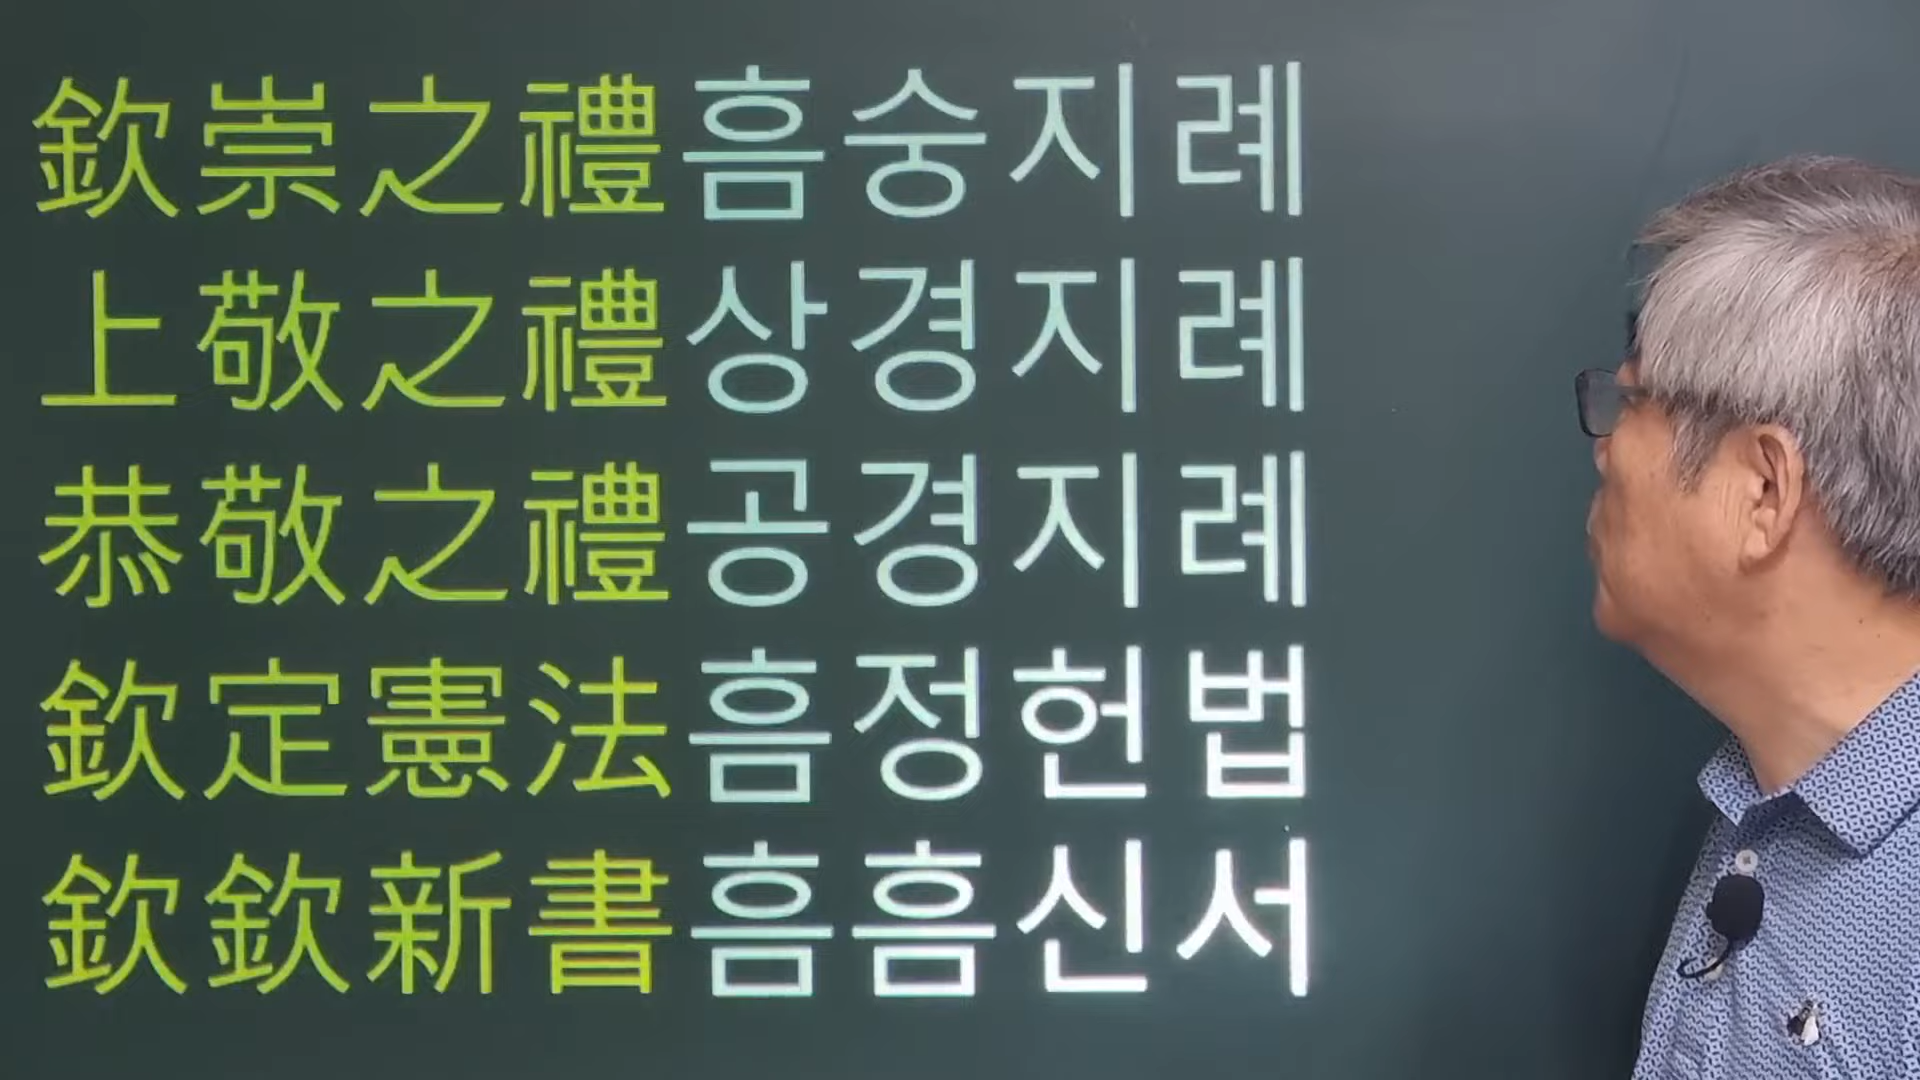 欽崇之禮흠숭지례
上敬之禮상경지례
恭敬之禮공경지례
欽定憲法흠정헌법
欽欽新書흠흠신서